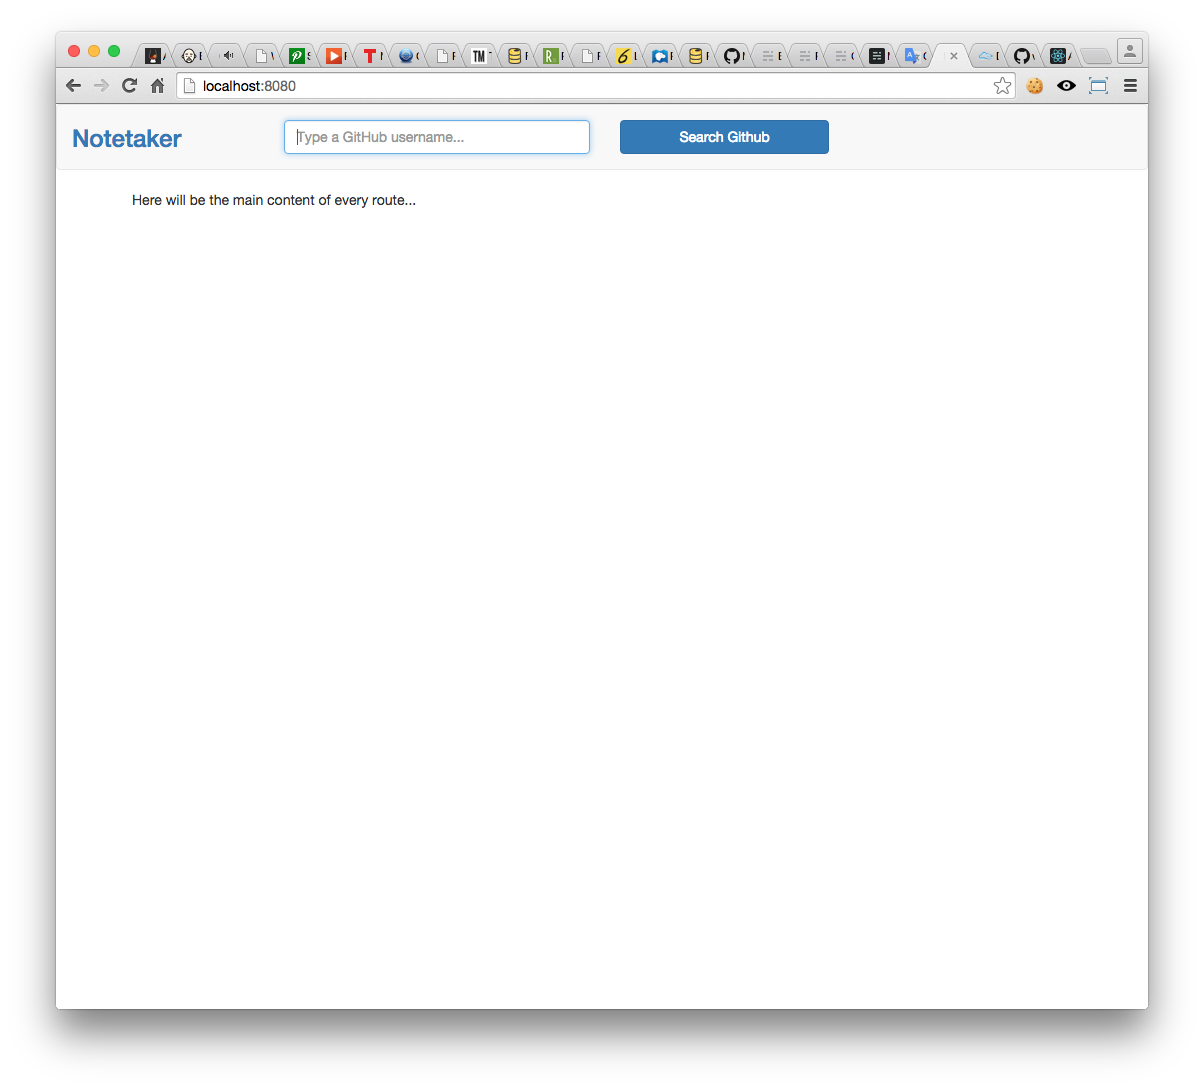 localhost:8080
Notetaker
Type a GitHub username...
Search Github
Here will be the main content of every route...